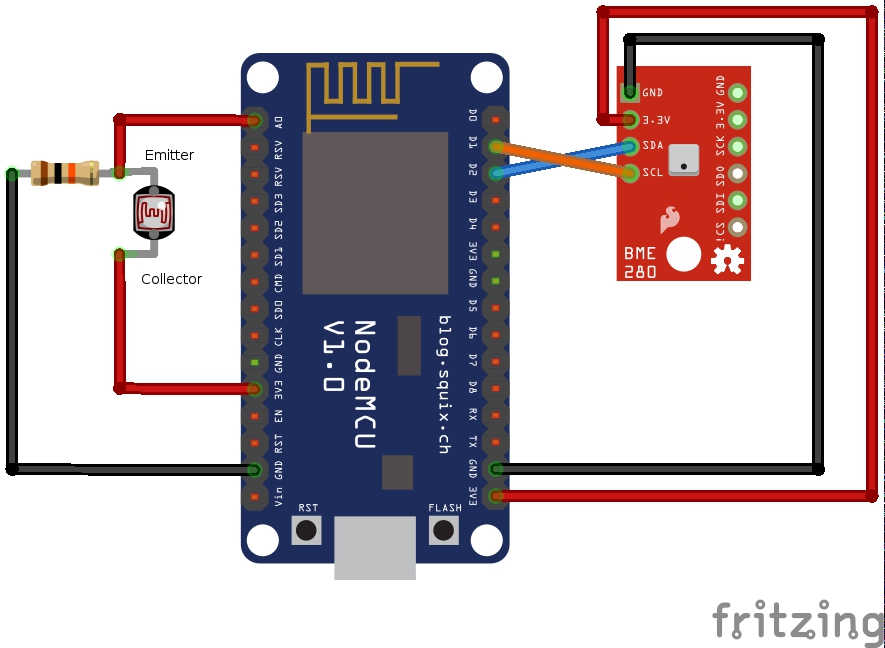 Emitter
Collector
A0
RSV
RSV
SD3
SD2
SD1
CMD
SD0
CLK
GND
3V3
EN
RST
GND
Vin
NodeMCU
V1.0
blog.squix.ch
D0
D1
D2
D3
D4
3V3
GND
D5
D6
D7
D8
RX
TX
GND
3V3
RST
FLASH
GND
3.3V
SDA
SCL
GND
3.3V
SCK
SDO
SDI
!CS
BME
280
fritzing